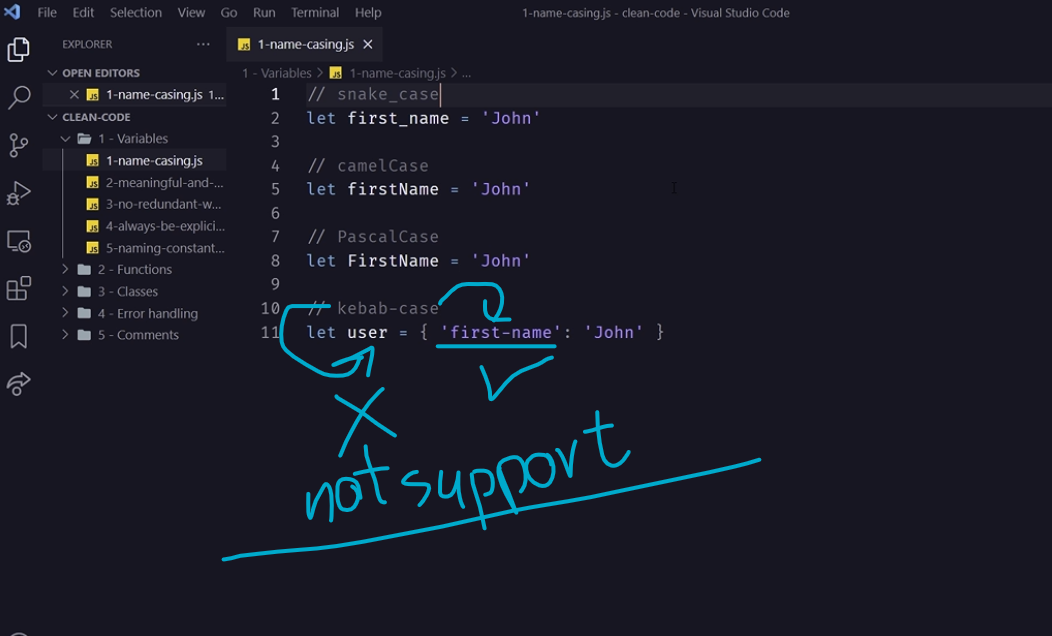 File Edit Selection View Go Run Terminal Help 1-name-casing.js - clean-code - Visual Studio Code
EXPLORER ··· JS 1-name-casing.js ×
OPEN EDITORS
1 - Variables > JS 1-name-casing.js > ...
× JS 1-name-casing.js 1...
CLEAN-CODE
1 - Variables
JS 1-name-casing.js
JS 2-meaningful-and-...
JS 3-no-redundant-w...
JS 4-always-be-explici...
JS 5-naming-constant...
2 - Functions
3 - Classes
4 - Error handling
5 - Comments
1 // snake_case
2 let first_name = 'John'
3
4 // camelCase
5 let firstName = 'John'
6
7 // PascalCase
8 let FirstName = 'John'
9
10 // kebab-case
11 let user = { 'first-name': 'John' }
not support